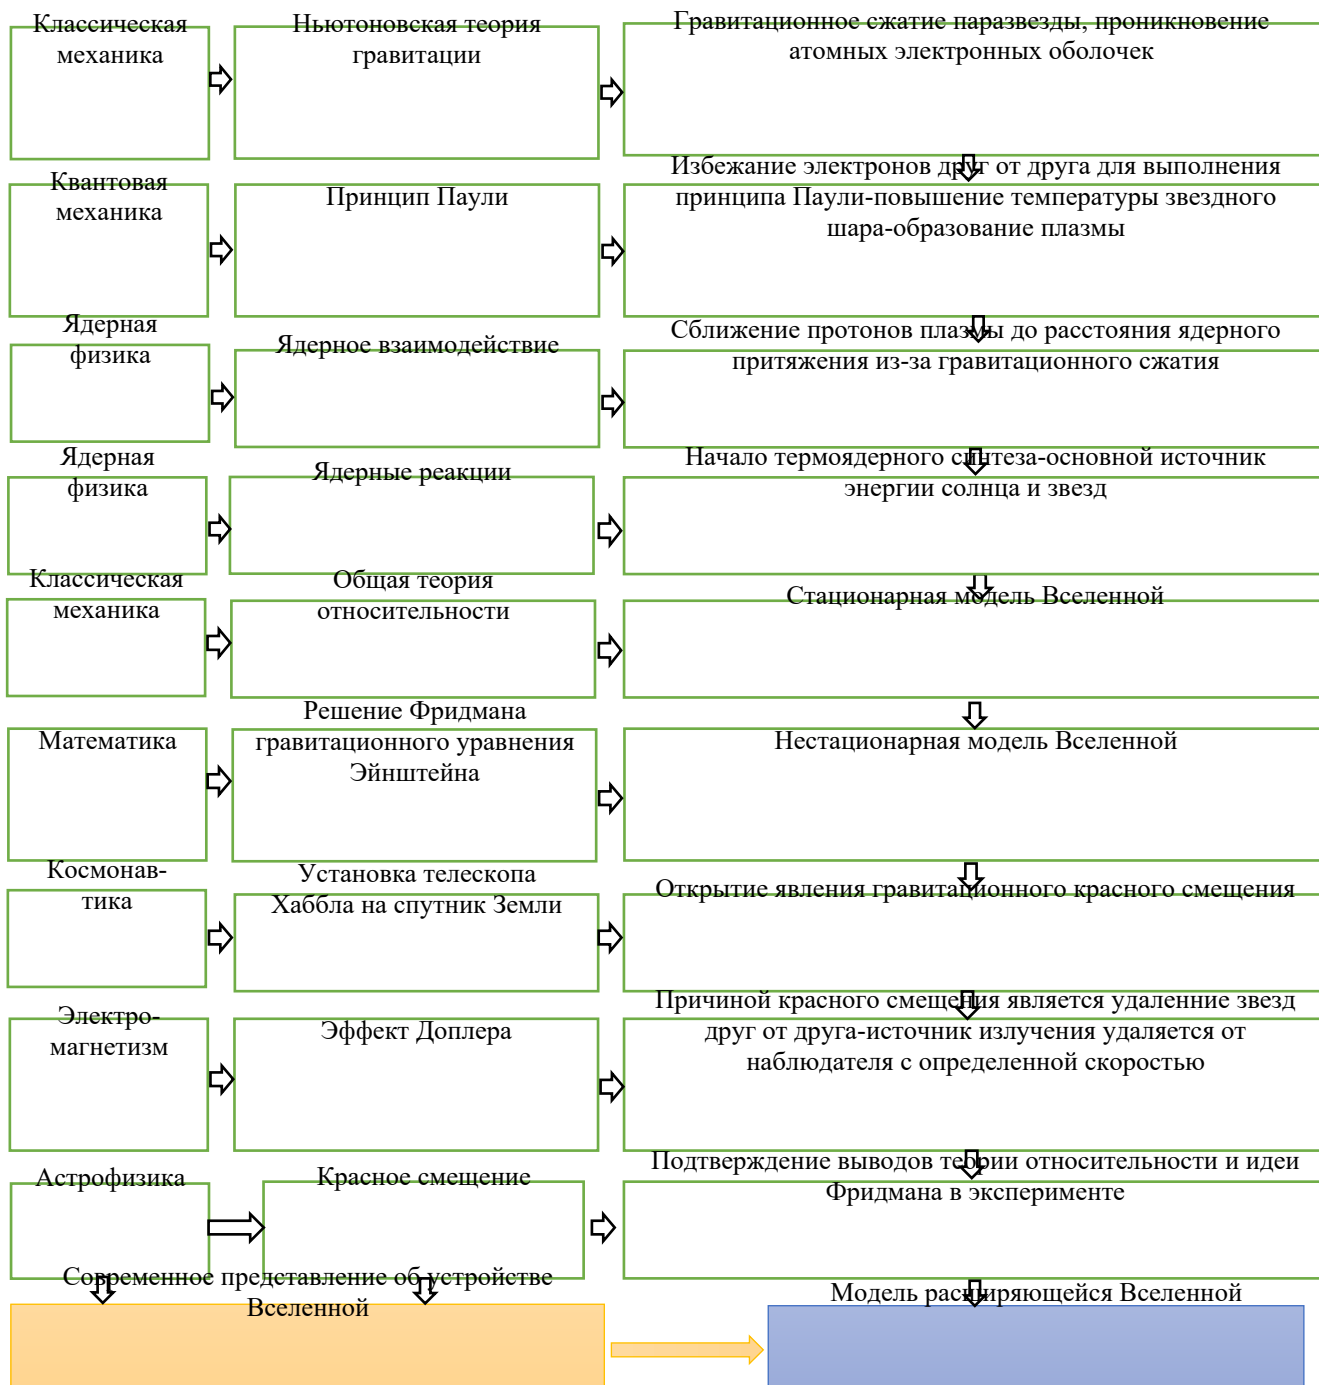 Классическая
механика
Ньютоновская теория
гравитации
Гравитационное сжатие паразвезды, проникновение
атомных электронных оболочек
Квантовая
механика
Принцип Паули
Избежание электронов друг от друга для выполнения
принципа Паули-повышение температуры звездного
шара-образование плазмы
Ядерная
физика
Ядерное взаимодействие
Сближение протонов плазмы до расстояния ядерного
притяжения из-за гравитационного сжатия
Ядерная
физика
Ядерные реакции
Начало термоядерного синтеза-основной источник
энергии солнца и звезд
Классическая
механика
Общая теория
относительности
Стационарная модель Вселенной
Математика
Решение Фридмана
гравитационного уравнения
Эйнштейна
Нестационарная модель Вселенной
Космонав-
тика
Установка телескопа
Хаббла на спутник Земли
Открытие явления гравитационного красного смещения
Электро-
магнетизм
Эффект Доплера
Причиной красного смещения является удаленние звезд
друг от друга-источник излучения удаляется от
наблюдателя с определенной скоростью
Астрофизика
Красное смещение
Подтверждение выводов теории относительности и идеи
Фридмана в эксперименте
Современное представление об устройстве
Вселенной
Модель расширяющейся Вселенной